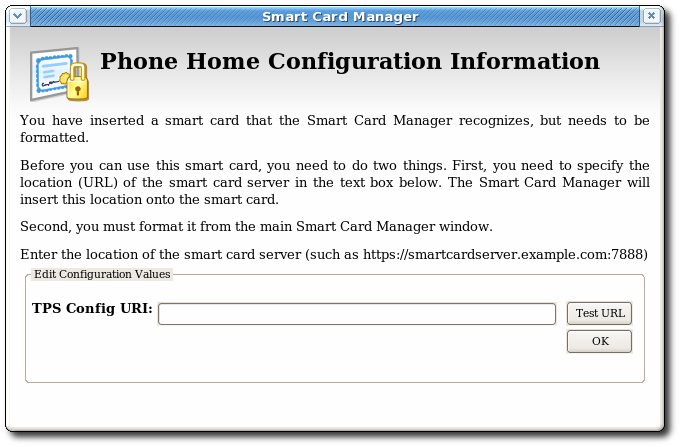 Smart Card Manager
Phone Home Configuration Information
You have inserted a smart card that the Smart Card Manager recognizes, but needs to be
formatted.
Before you can use this smart card, you need to do two things. First, you need to specify the
location (URL) of the smart card server in the text box below. The Smart Card Manager will
insert this location onto the smart card.
Second, you must format it from the main Smart Card Manager window.
Enter the location of the smart card server (such as https://smartcardserver.example.com:7888)
Edit Configuration Values
TPS Config URI:
Test URL
OK